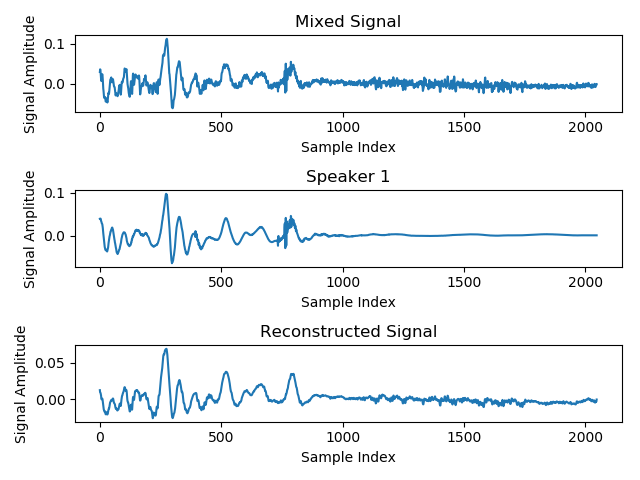 Mixed Signal
Signal Amplitude
0.1
0.0
0 500 1000 1500 2000
Sample Index
Speaker 1
Signal Amplitude
0.1
0.0
0 500 1000 1500 2000
Sample Index
Reconstructed Signal
Signal Amplitude
0.05
0.00
0 500 1000 1500 2000
Sample Index